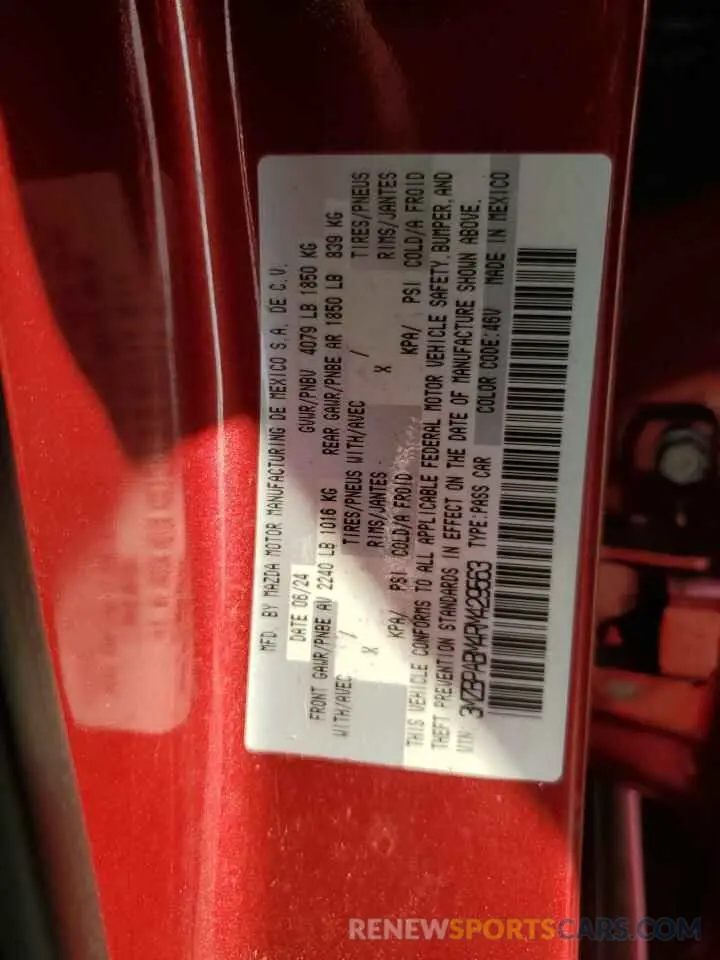 MFD. BY MAZDA MOTOR MANUFACTURING DE MEXICO S.A. DE C.V.
DATE 06/24 GVWR/PNBV 4079 LB 1850 KG
FRONT GAWR/PNBE AV 2240 LB 1016 KG REAR GAWR/PNBE AR 1850 LB 839 KG
WITH/AVEC / TIRES/PNEUS WITH/AVEC / TIRES/PNEUS
X RIMS/JANTES X RIMS/JANTES
KPA/ PSI COLD/A FROID KPA/ PSI COLD/A FROID
THIS VEHICLE CONFORMS TO ALL APPLICABLE FEDERAL MOTOR VEHICLE SAFETY, BUMPER, AND
THEFT PREVENTION STANDARDS IN EFFECT ON THE DATE OF MANUFACTURE SHOWN ABOVE.
VIN 3MZBPABM4RM429563 TYPE:PASS CAR COLOR CODE:46V MADE IN MEXICO
RENEWSPORTSCARS.COM